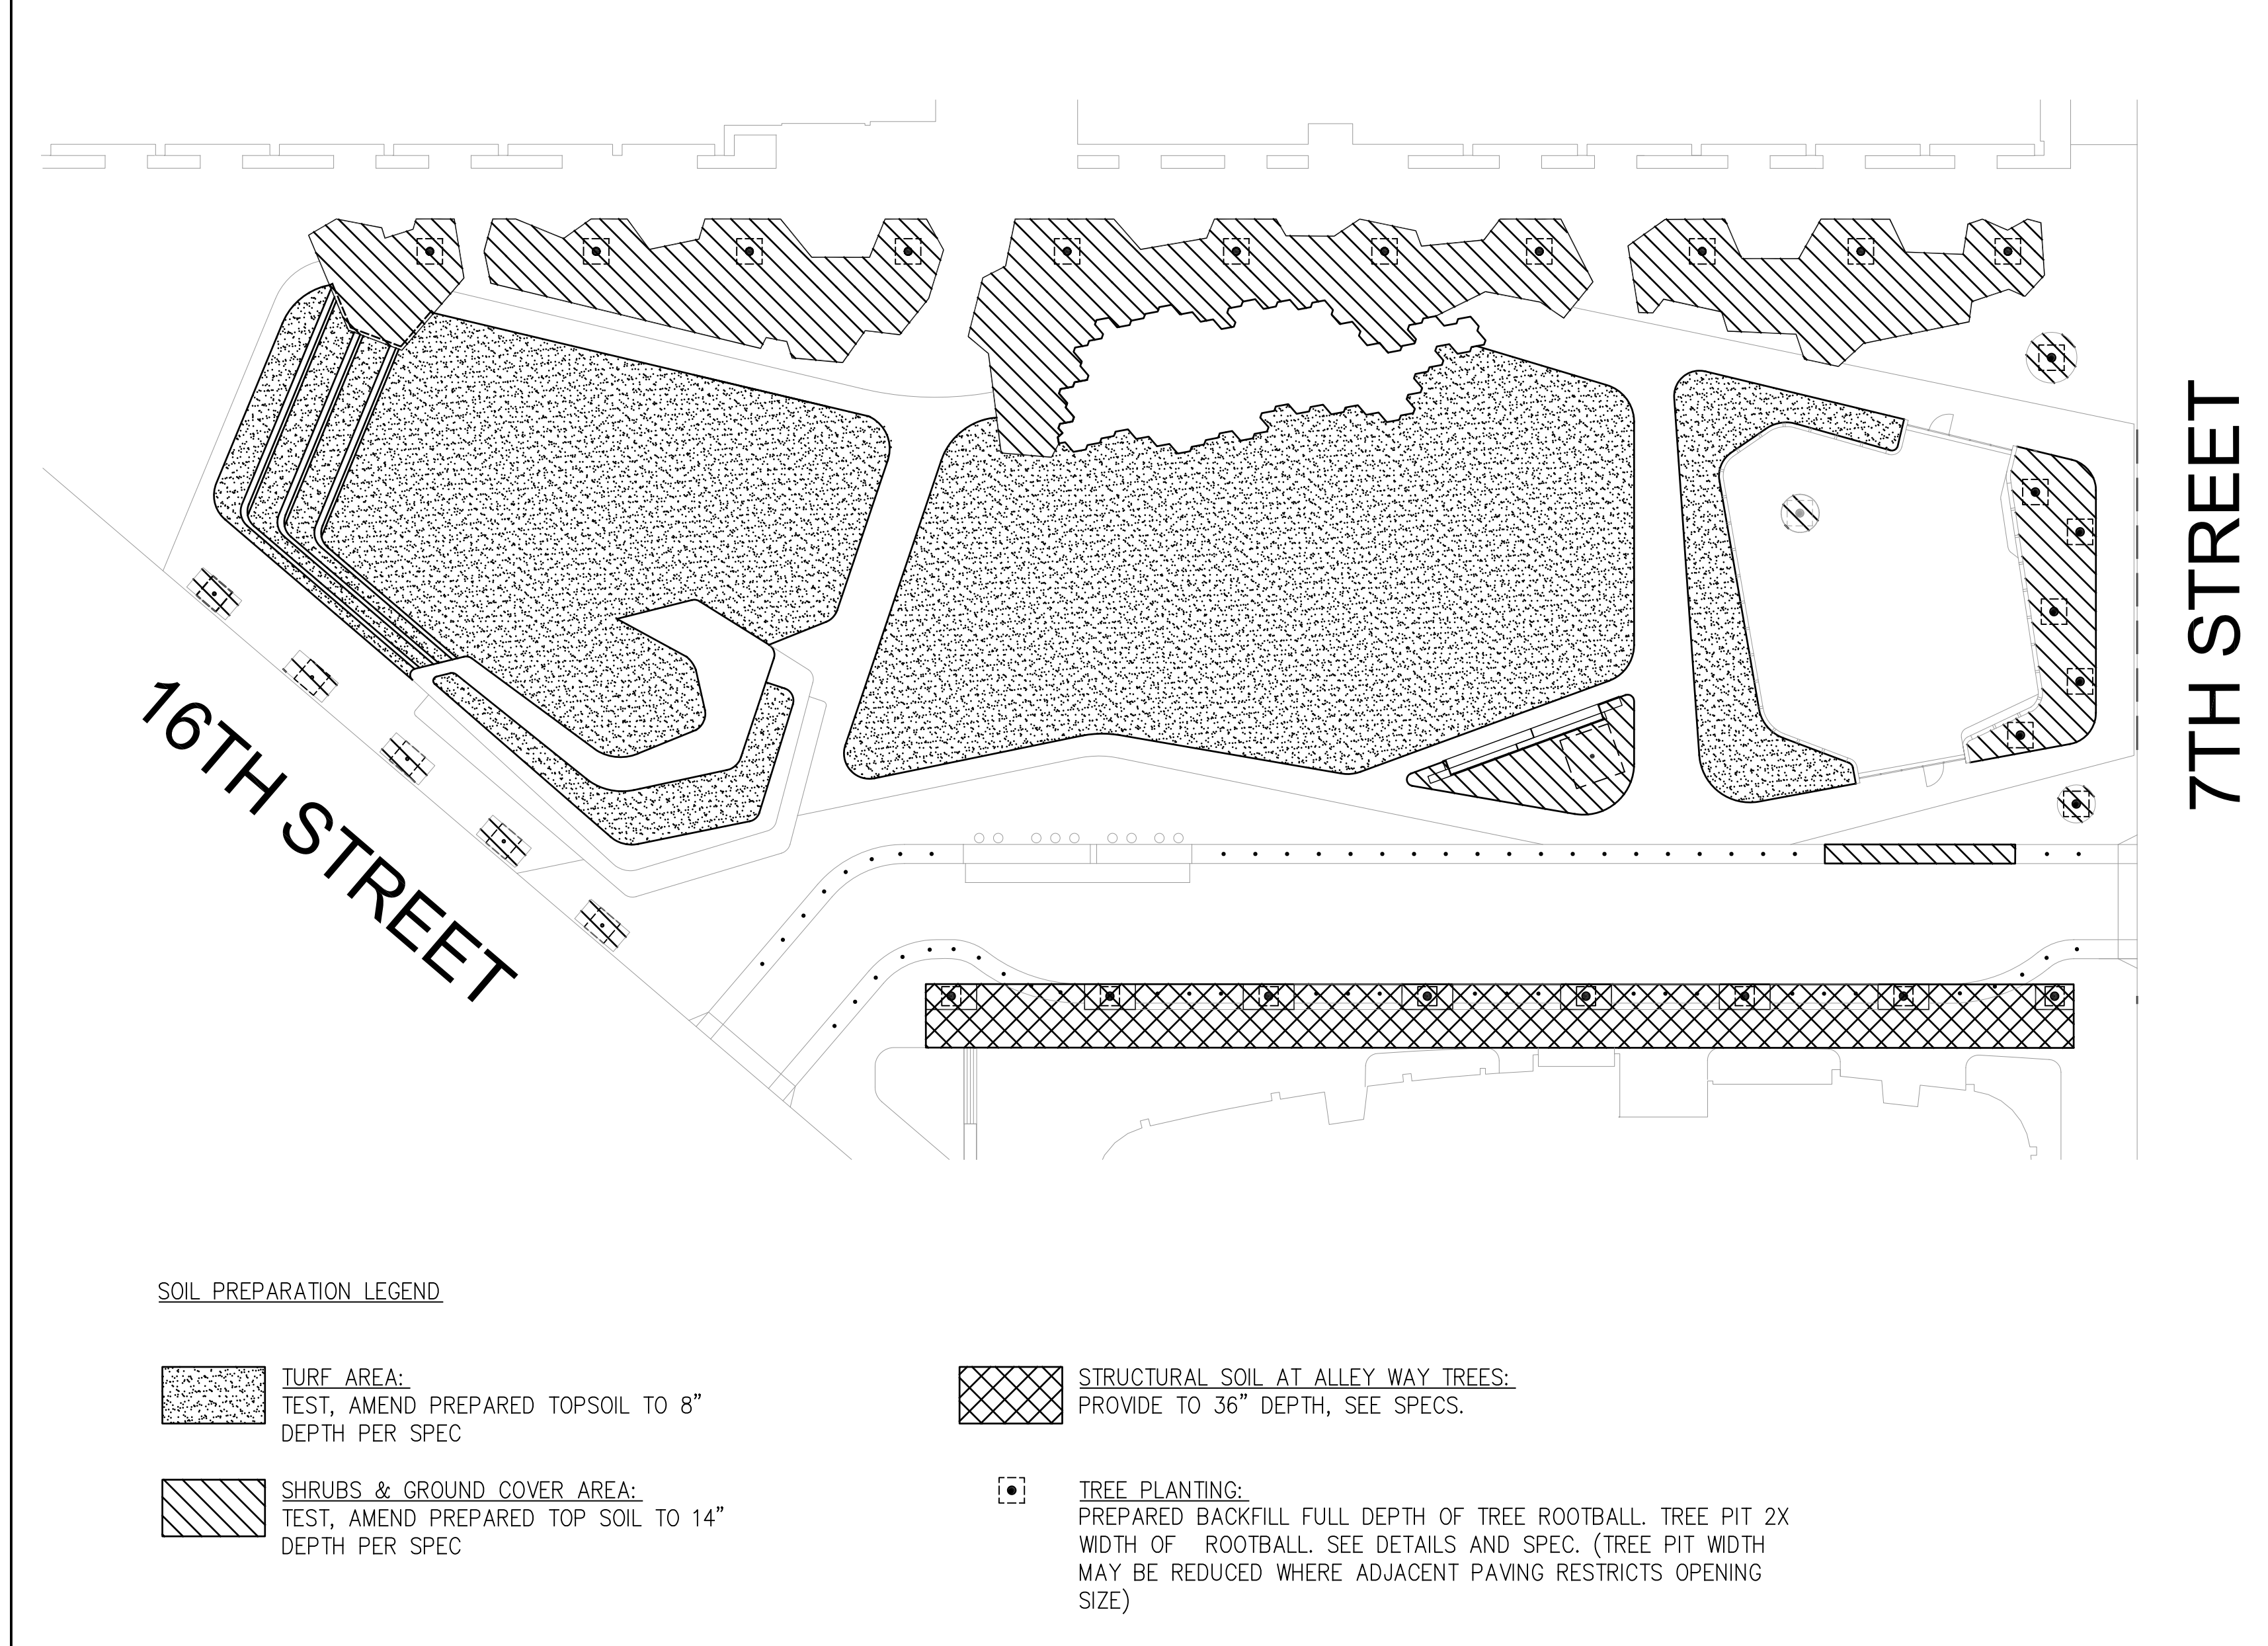 7TH STREET
16TH STREET
SOIL PREPARATION LEGEND
TURF AREA:
TEST, AMEND PREPARED TOPSOIL TO 8"
DEPTH PER SPEC
SHRUBS & GROUND COVER AREA:
TEST, AMEND PREPARED TOP SOIL TO 14"
DEPTH PER SPEC
STRUCTURAL SOIL AT ALLEY WAY TREES:
PROVIDE TO 36" DEPTH, SEE SPECS.
TREE PLANTING:
PREPARED BACKFILL FULL DEPTH OF TREE ROOTBALL. TREE PIT 2X
WIDTH OF ROOTBALL. SEE DETAILS AND SPEC. (TREE PIT WIDTH
MAY BE REDUCED WHERE ADJACENT PAVING RESTRICTS OPENING
SIZE)